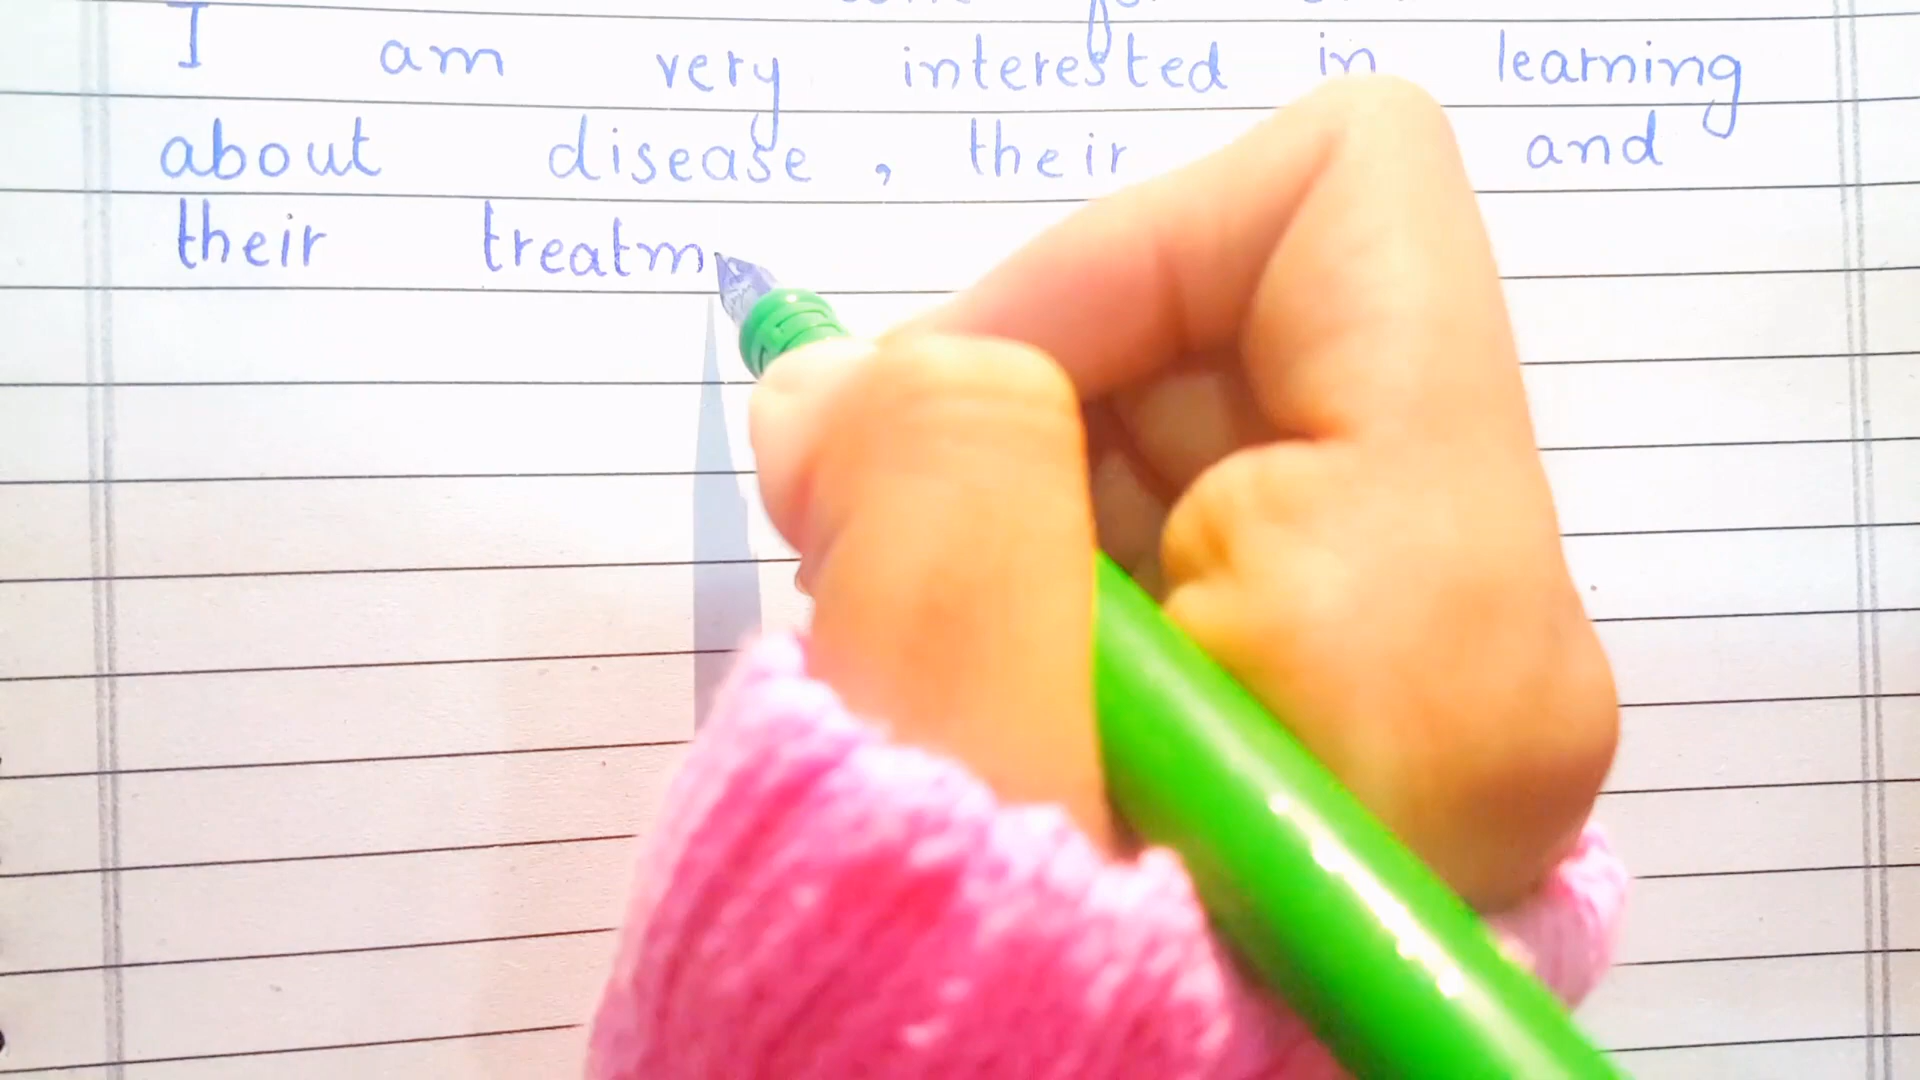 I am very interested in learning
about disease, their and
their treatm